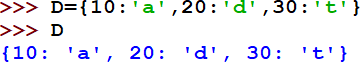 >>> D={10:'a',20:'d',30:'t'}
>>> D
{10: 'a', 20: 'd', 30: 't'}